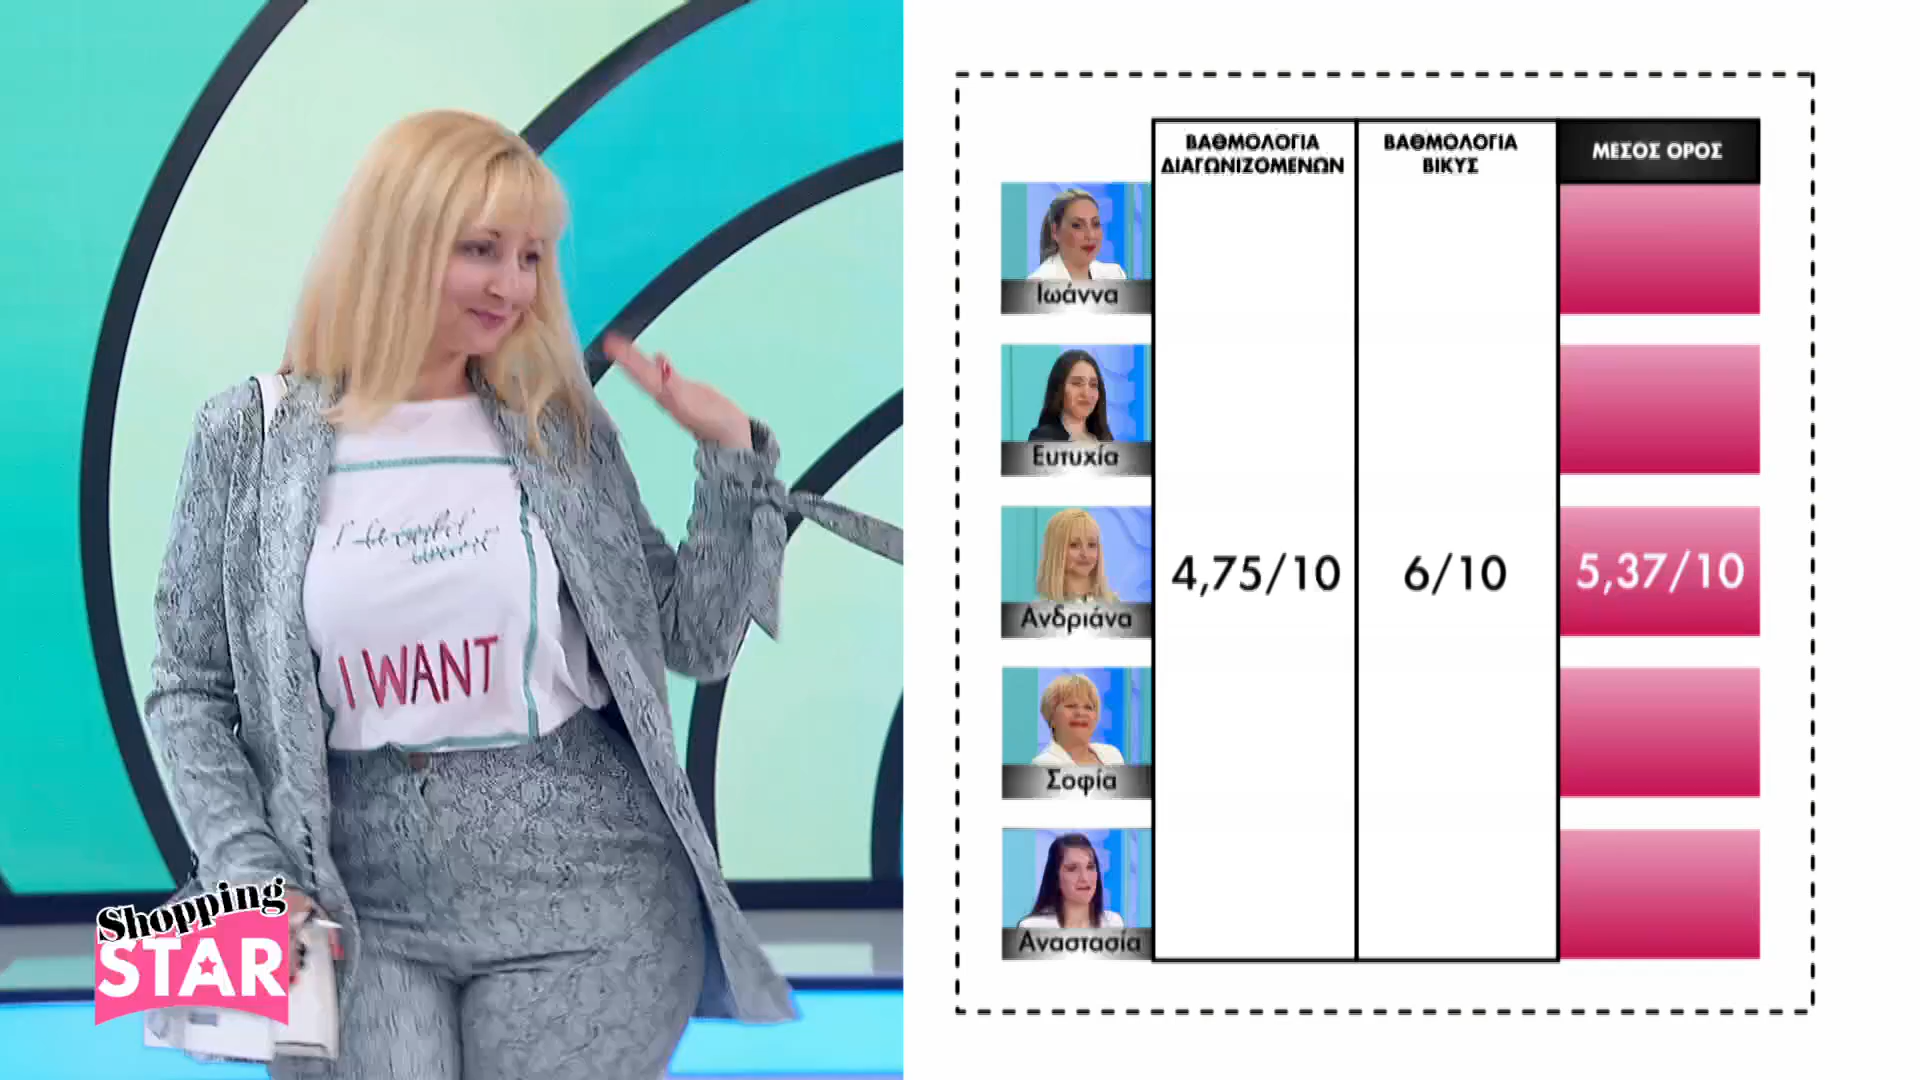 I WANT
Shopping
STAR
ΒΑΘΜΟΛΟΓΙΑ
ΔΙΑΓΩΝΙΖΟΜΕΝΩΝ
ΒΑΘΜΟΛΟΓΙΑ
ΒΙΚΥΣ
ΜΕΣΟΣ ΟΡΟΣ
Ιωάννα
Ευτυχία
Ανδριάνα
4,75/10
6/10
5,37/10
Σοφία
Αναστασία